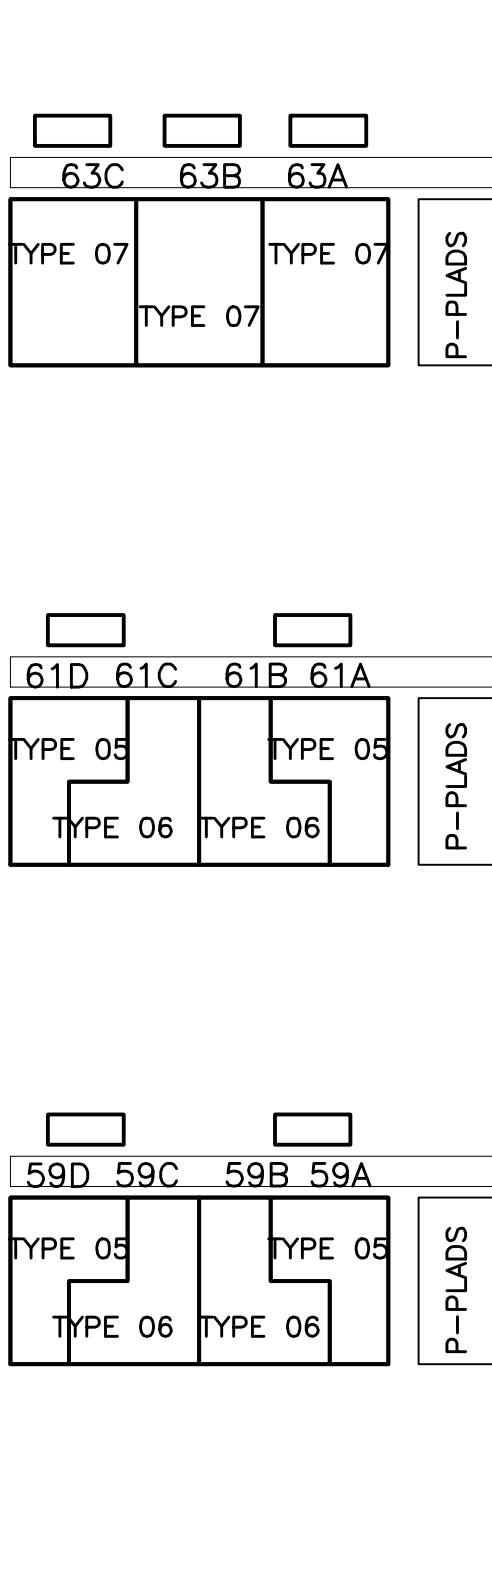 63C 63B 63A
TYPE 07 TYPE 07
TYPE 07
P-PLADS
61D 61C 61B 61A
TYPE 05 TYPE 05
TYPE 06 TYPE 06
P-PLADS
59D 59C 59B 59A
TYPE 05 TYPE 05
TYPE 06 TYPE 06
P-PLADS